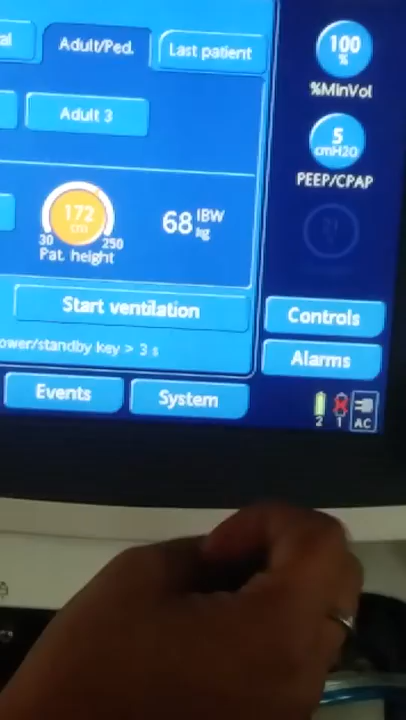 al
Adult/Ped.
Last patient
Adult 3
100
%
%MinVol
5
cmH2O
PEEP/CPAP
172
cm
30
250
Pat. height
68 IBW
kg
Start ventilation
ower/standby key > 3 s
Controls
Alarms
Events
System
2
1
AC